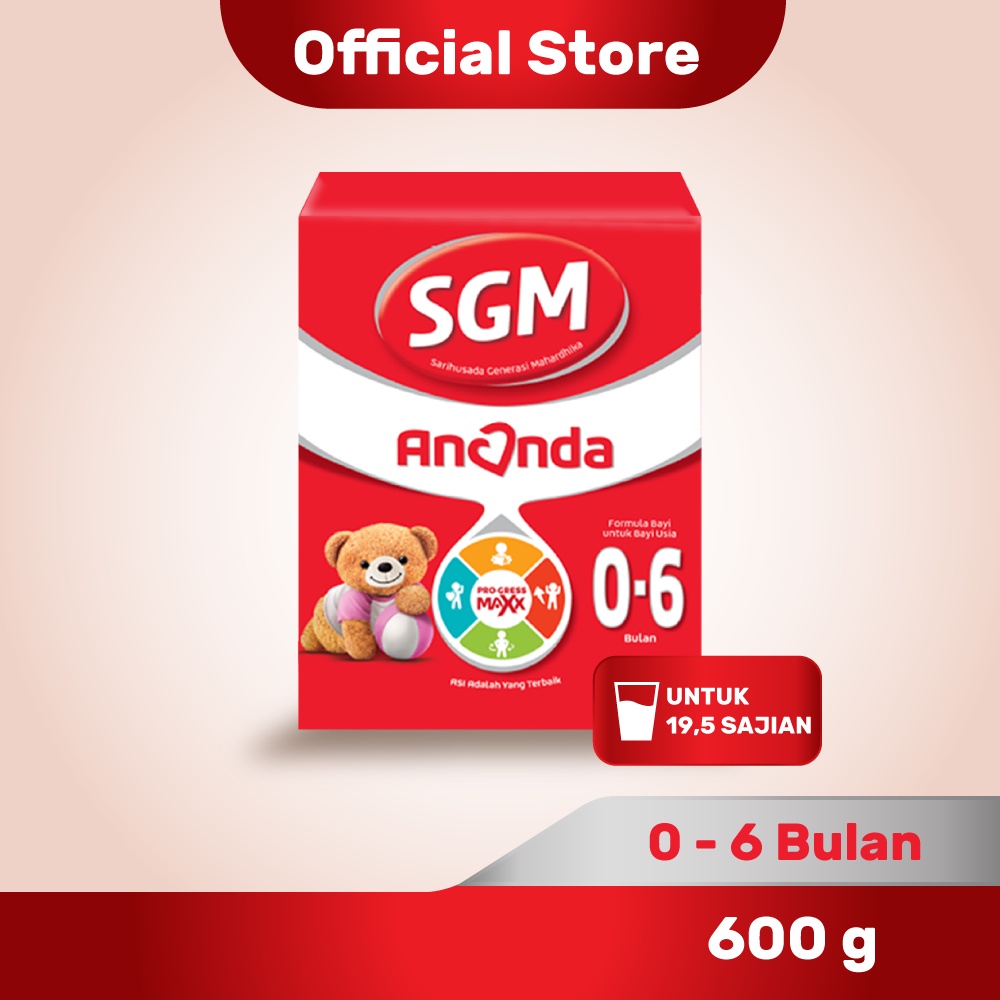 Official Store
SGM
Sarihusada Generasi Mahardhika
Ananda
Formula Bayi
untuk Bayi Usia
0-6
Bulan
PRO-GRESS
MAXX
ASI Adalah Yang Terbaik
UNTUK
19,5 SAJIAN
0 - 6 Bulan
600 g